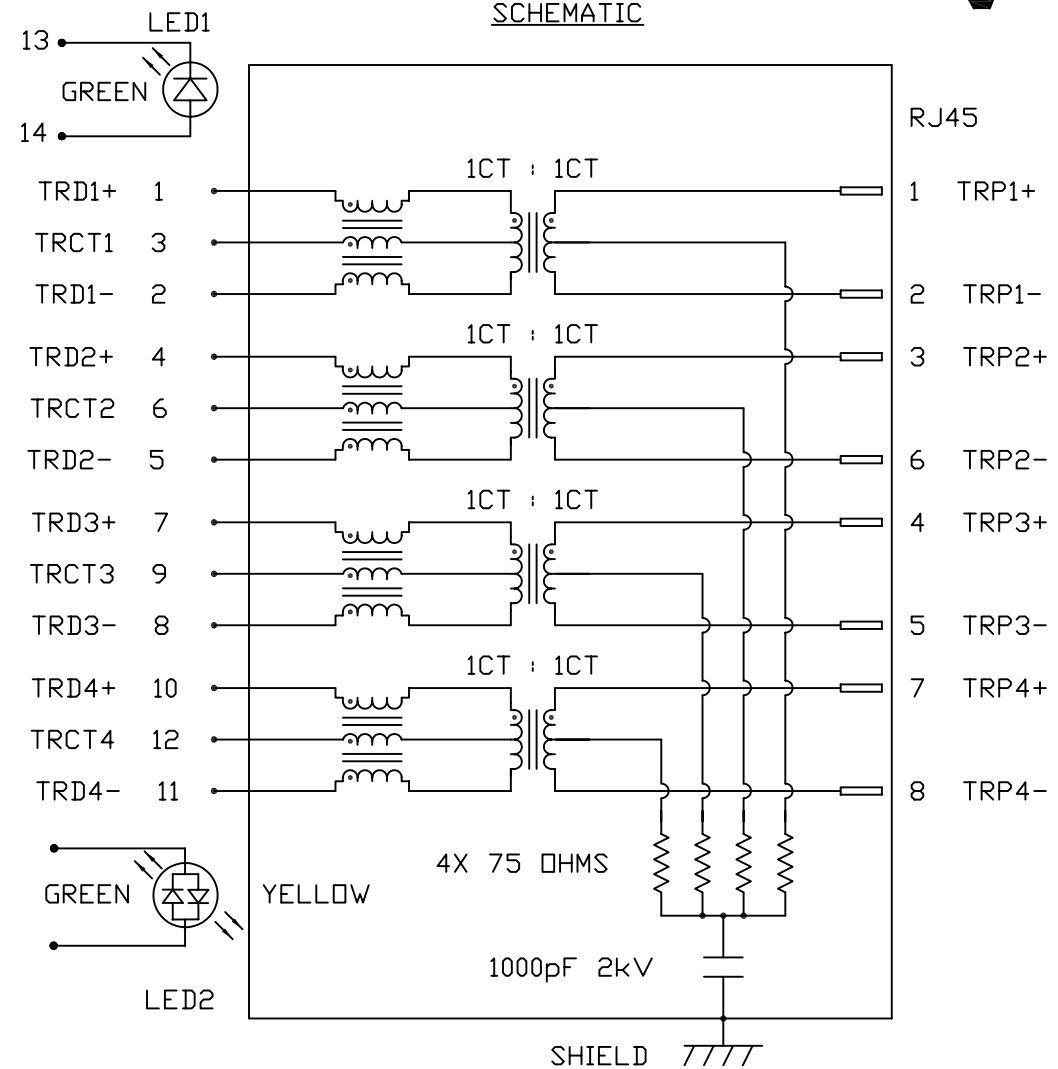 SCHEMATIC
LED1
13
GREEN
14
RJ45
1CT : 1CT
TRD1+ 1
1 TRP1+
TRCT1 3
TRD1- 2
2 TRP1-
1CT : 1CT
TRD2+ 4
3 TRP2+
TRCT2 6
TRD2- 5
6 TRP2-
1CT : 1CT
TRD3+ 7
4 TRP3+
TRCT3 9
TRD3- 8
5 TRP3-
1CT : 1CT
TRD4+ 10
7 TRP4+
TRCT4 12
TRD4- 11
8 TRP4-
4X 75 OHMS
GREEN
YELLOW
1000pF 2kV
LED2
SHIELD